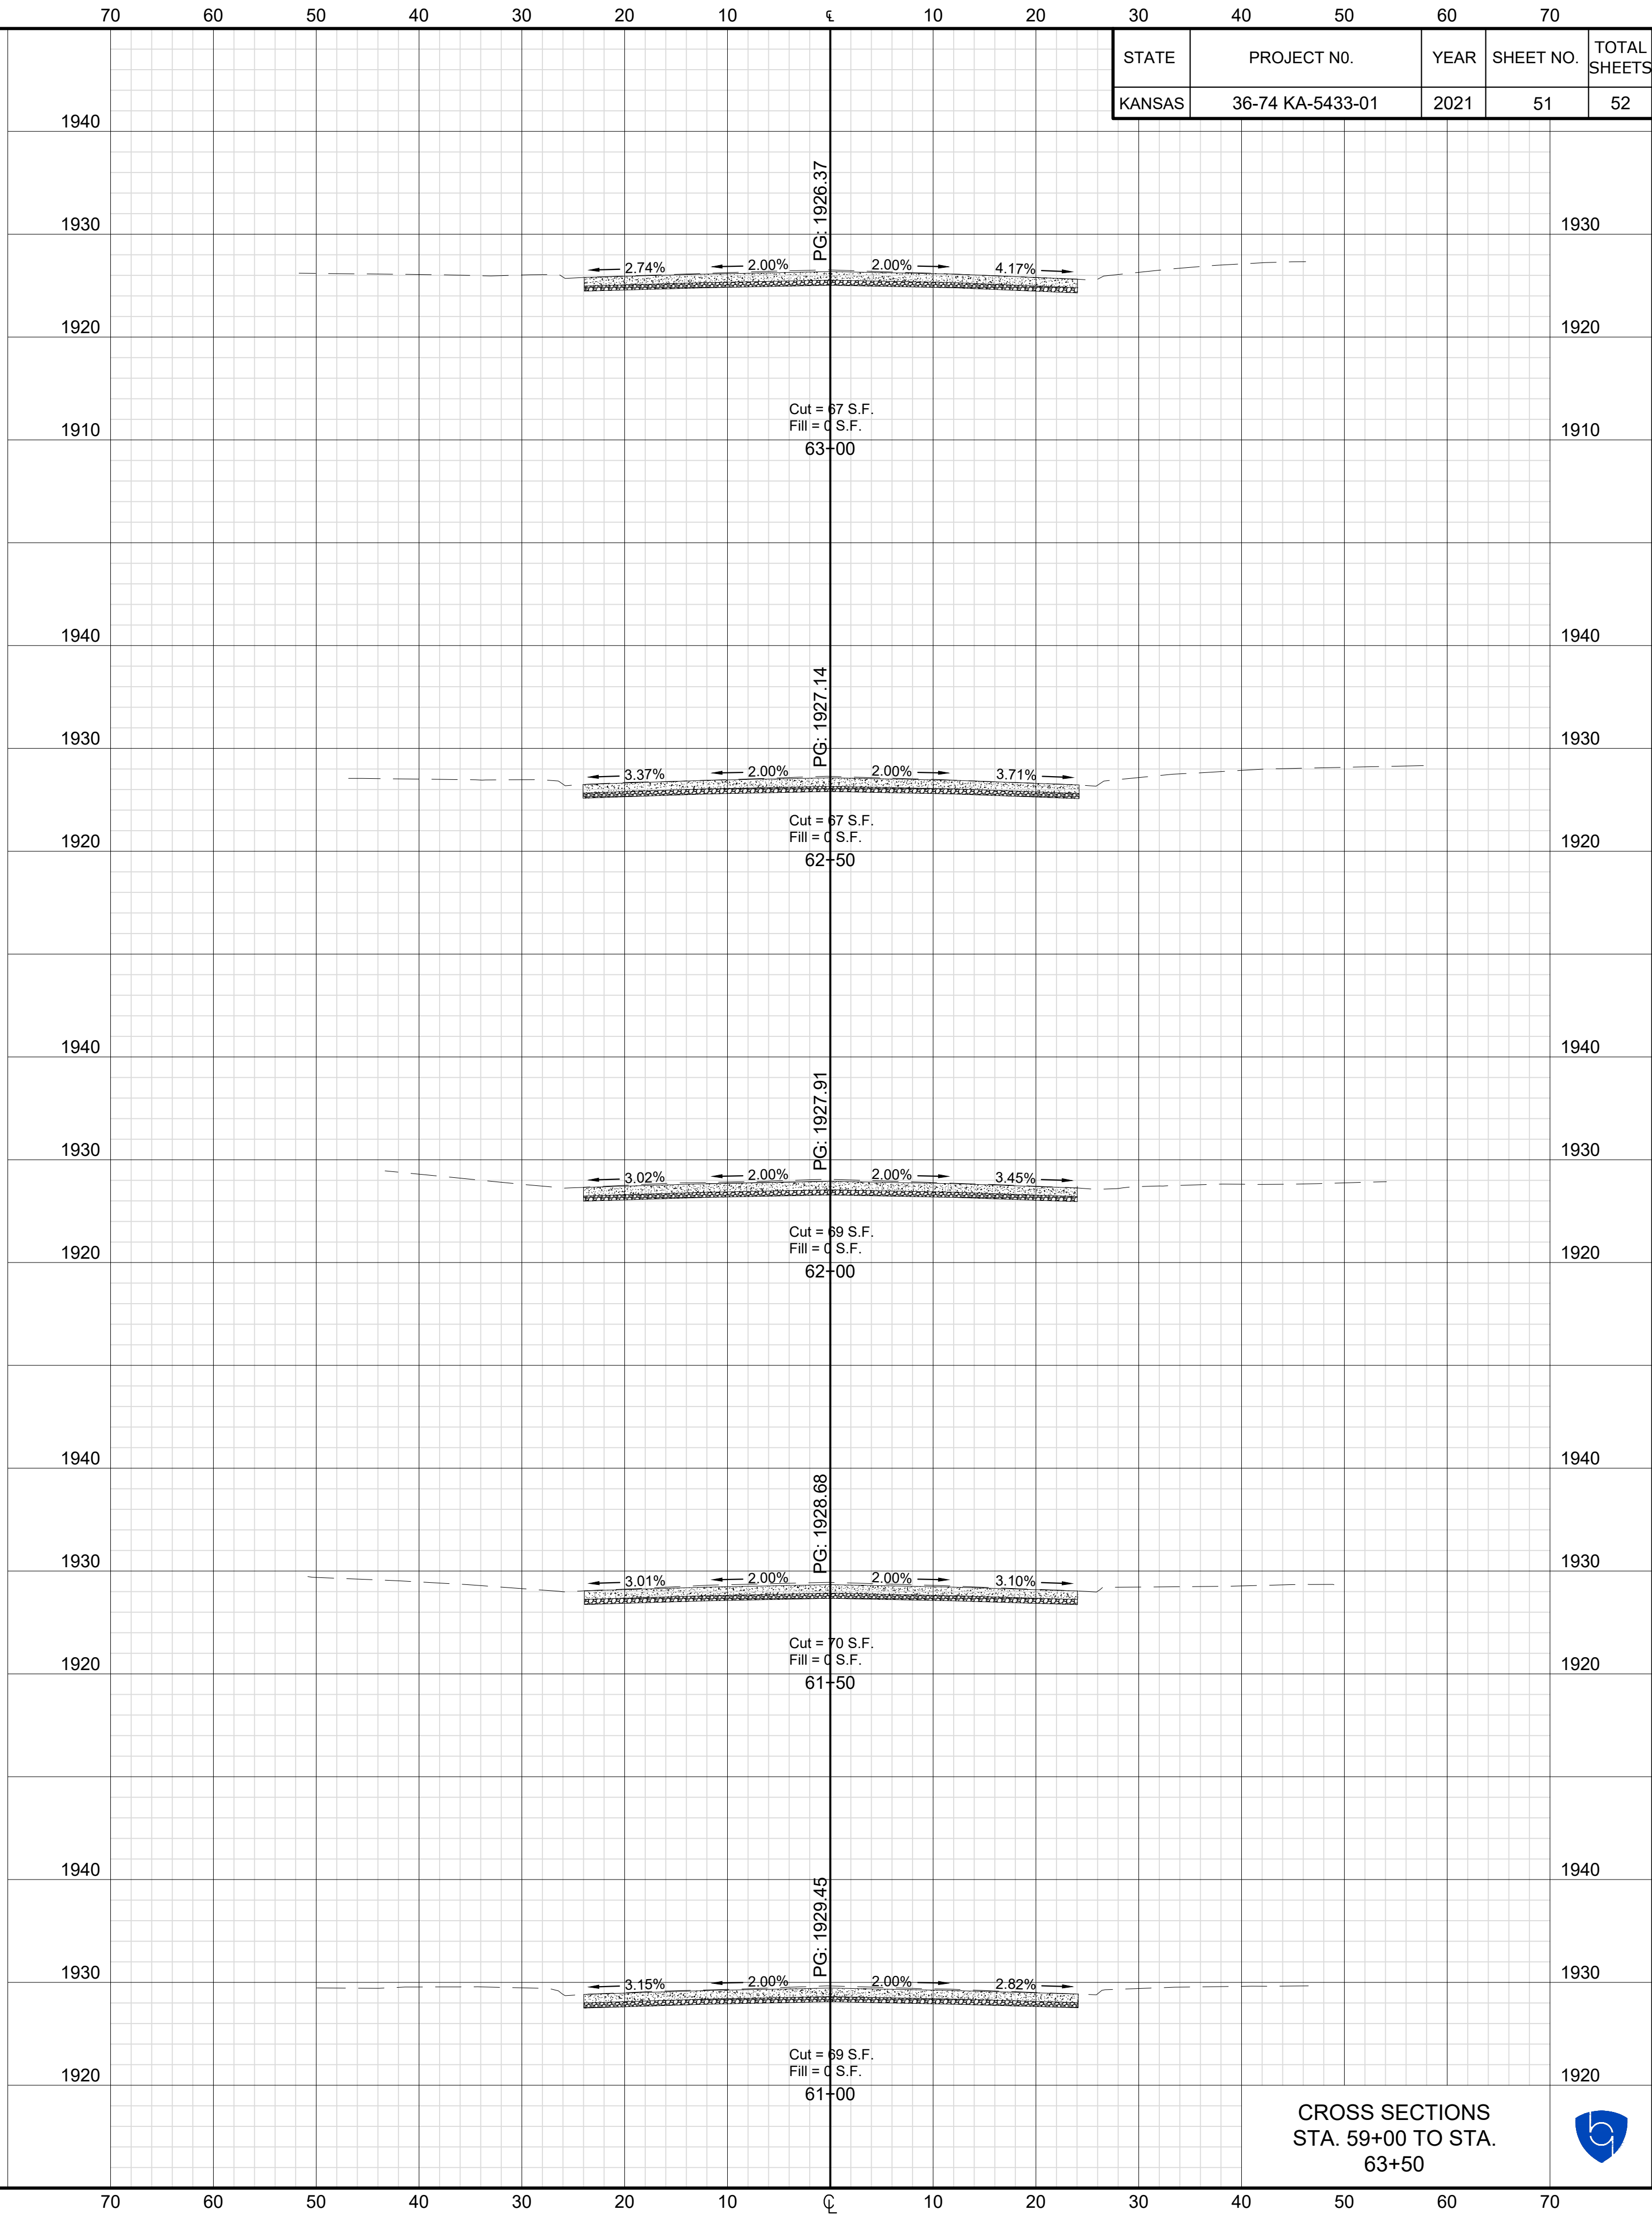 70 60 50 40 30 20 10 ℄ 10 20 30 40 50 60 70
STATE PROJECT N0. YEAR SHEET NO. TOTAL SHEETS
KANSAS 36-74 KA-5433-01 2021 51 52
1940
PG: 1926.37
1930 1930
2.74% 2.00% 2.00% 4.17%
1920 1920
Cut = 67 S.F.
Fill = 0 S.F.
1910 1910
63+00
1940 1940
PG: 1927.14
1930 1930
3.37% 2.00% 2.00% 3.71%
Cut = 67 S.F.
Fill = 0 S.F.
1920 1920
62+50
1940 1940
PG: 1927.91
1930 1930
3.02% 2.00% 2.00% 3.45%
Cut = 69 S.F.
Fill = 0 S.F.
1920 1920
62+00
1940 1940
PG: 1928.68
1930 1930
3.01% 2.00% 2.00% 3.10%
Cut = 70 S.F.
Fill = 0 S.F.
1920 1920
61+50
1940 1940
PG: 1929.45
1930 1930
3.15% 2.00% 2.00% 2.82%
Cut = 69 S.F.
Fill = 0 S.F.
1920 1920
61+00
CROSS SECTIONS
STA. 59+00 TO STA.
63+50
70 60 50 40 30 20 10 ℄ 10 20 30 40 50 60 70